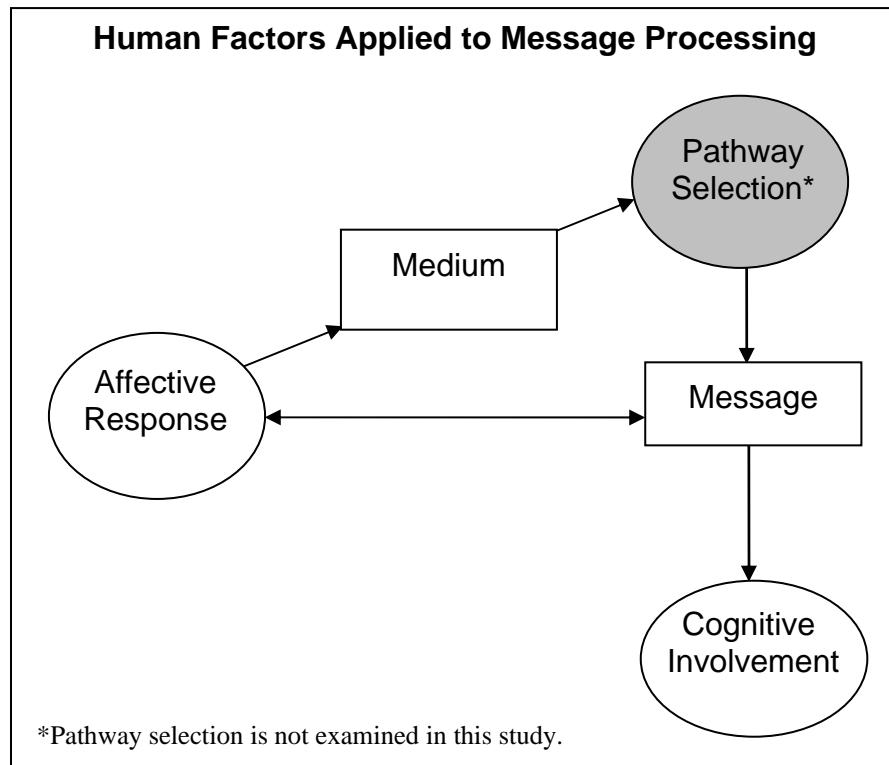 Human Factors Applied to Message Processing
Pathway
Selection*
Medium
Affective
Response
Message
Cognitive
Involvement
*Pathway selection is not examined in this study.